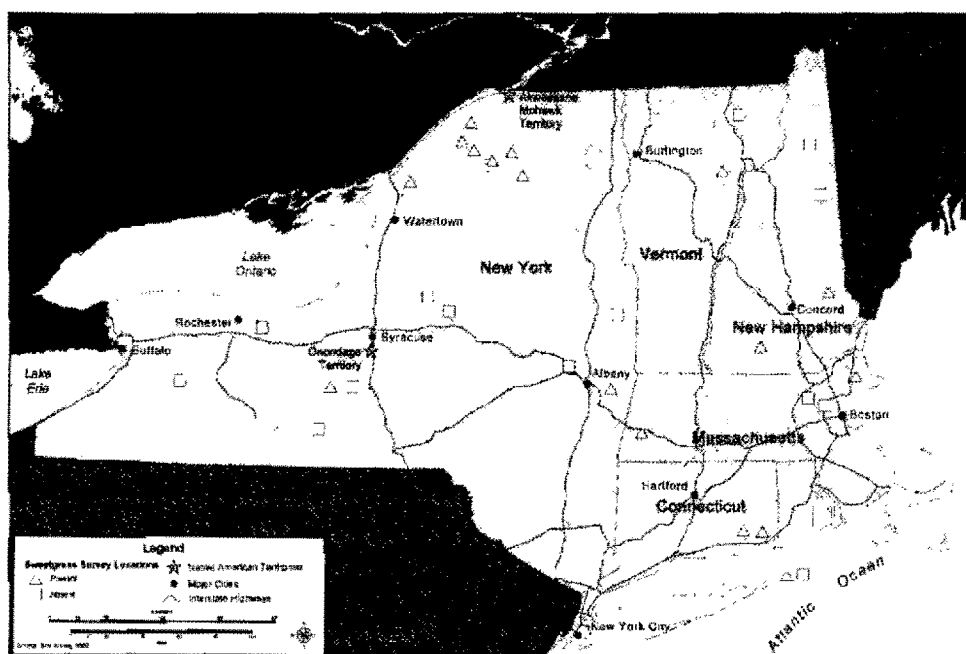 Mohawk
Territory
Burlington
Watertown
Lake
Ontario
New York
Vermont
Rochester
Concord
New Hampshire
Syracuse
Buffalo
Onondaga
Territory
Lake
Erie
Albany
Boston
Massachusetts
Hartford
Connecticut
Legend
Sweetgrass Survey Locations
Native American Territories
Present
Major Cities
Absent
Interstate Highways
Atlantic Ocean
New York City